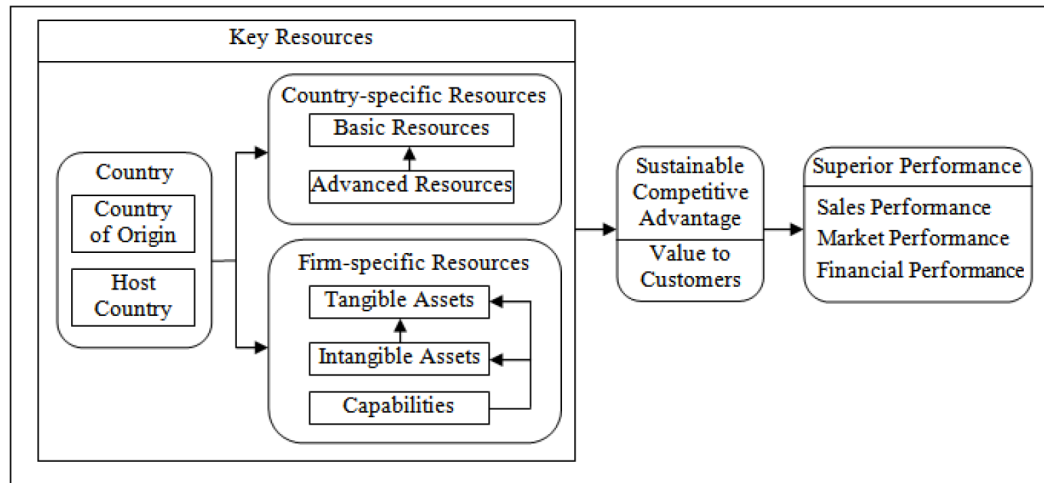 Key Resources
Country
Country
of Origin
Host
Country
Country-specific Resources
Basic Resources
Advanced Resources
Firm-specific Resources
Tangible Assets
Intangible Assets
Capabilities
Sustainable
Competitive
Advantage
Value to
Customers
Superior Performance
Sales Performance
Market Performance
Financial Performance